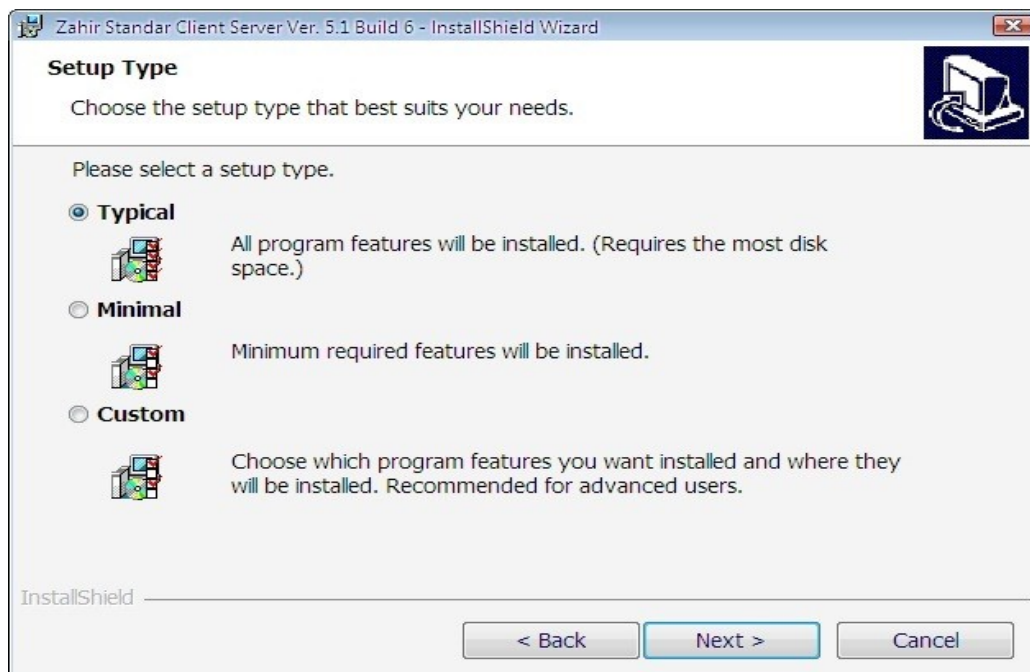 Zahir Standar Client Server Ver. 5.1 Build 6 - InstallShield Wizard
Setup Type
Choose the setup type that best suits your needs.
Please select a setup type.
Typical
All program features will be installed. (Requires the most disk
space.)
Minimal
Minimum required features will be installed.
Custom
Choose which program features you want installed and where they
will be installed. Recommended for advanced users.
InstallShield
< Back
Next >
Cancel